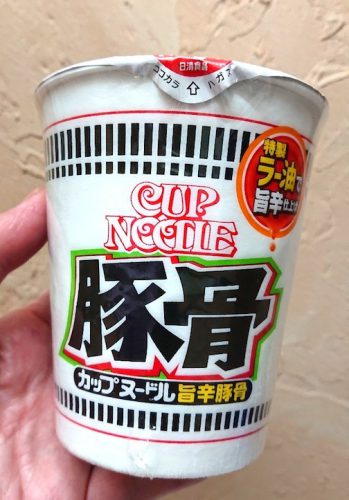 日清食品
ココカラ ⇧ ハガス
特製
ラー油で
旨辛仕上げ
CUP
NOODLE
豚骨
カップヌードル 旨辛豚骨